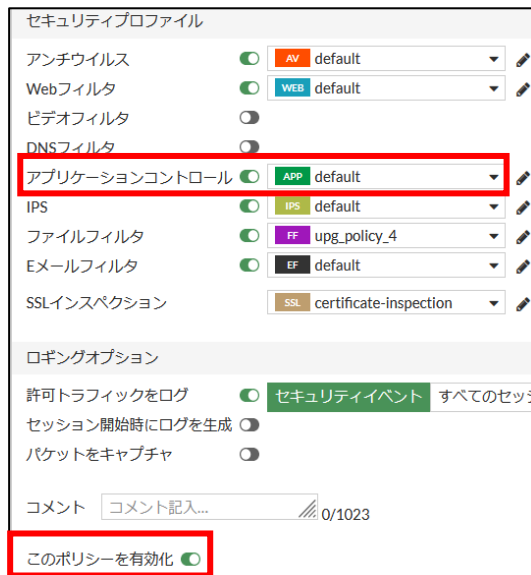 セキュリティプロファイル
アンチウイルス AV default
Webフィルタ WEB default
ビデオフィルタ
DNSフィルタ
アプリケーションコントロール APP default
IPS IPS default
ファイルフィルタ FF upg_policy_4
Eメールフィルタ EF default
SSLインスペクション SSL certificate-inspection
ロギングオプション
許可トラフィックをログ セキュリティイベント すべてのセッシ
セッション開始時にログを生成
パケットをキャプチャ
コメント コメント記入... 0/1023
このポリシーを有効化